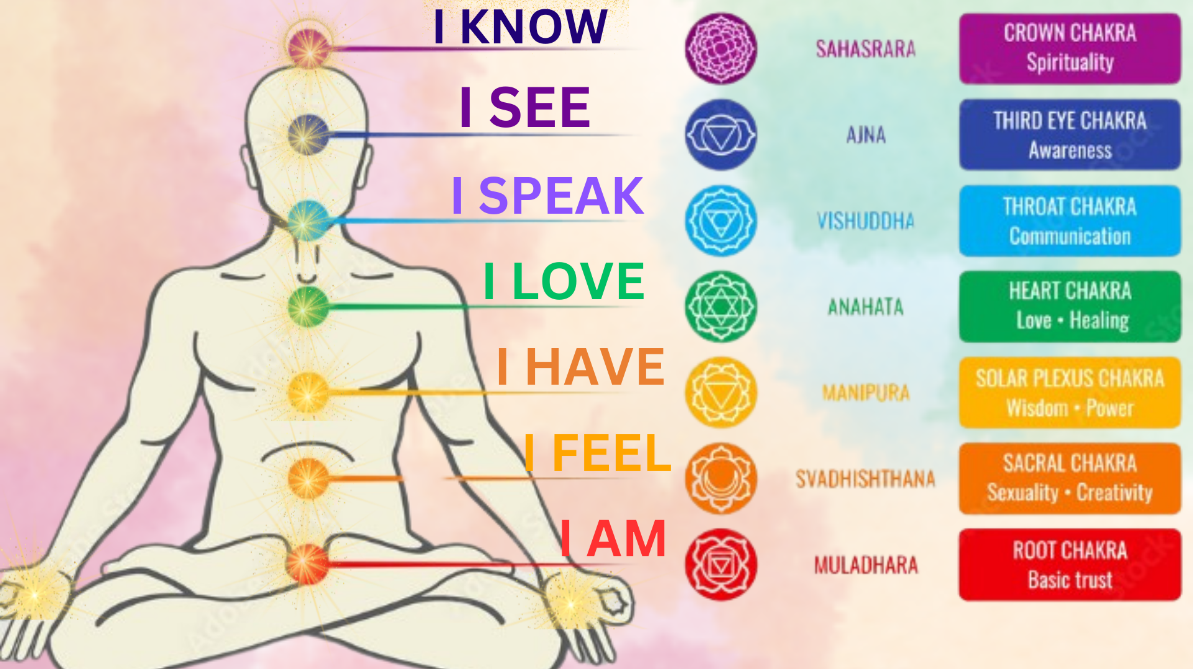 I KNOW
SAHASRARA
CROWN CHAKRA
Spirituality
I SEE
AJNA
THIRD EYE CHAKRA
Awareness
I SPEAK
VISHUDDHA
THROAT CHAKRA
Communication
I LOVE
ANAHATA
HEART CHAKRA
Love • Healing
I HAVE
MANIPURA
SOLAR PLEXUS CHAKRA
Wisdom • Power
I FEEL
SVADHISHTHANA
SACRAL CHAKRA
Sexuality • Creativity
I AM
MULADHARA
ROOT CHAKRA
Basic trust